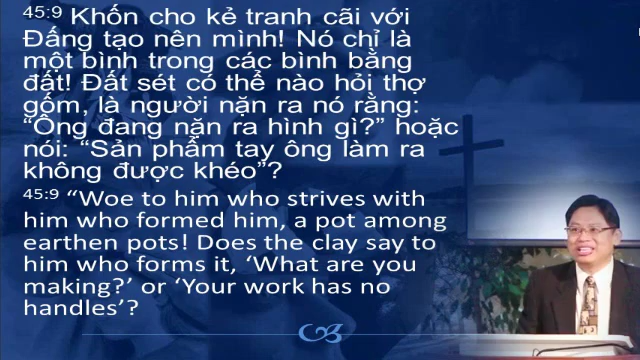 45:9 Khốn cho kẻ tranh cãi với
Đấng tạo nên mình! Nó chỉ là
một bình trong các bình bằng
đất! Đất sét có thể nào hỏi thợ
gốm, là người nặn ra nó rằng:
“Ông đang nặn ra hình gì?” hoặc
nói: “Sản phẩm tay ông làm ra
không được khéo”?
45:9 “Woe to him who strives with
him who formed him, a pot among
earthen pots! Does the clay say to
him who forms it, ‘What are you
making?’ or ‘Your work has no
handles’?